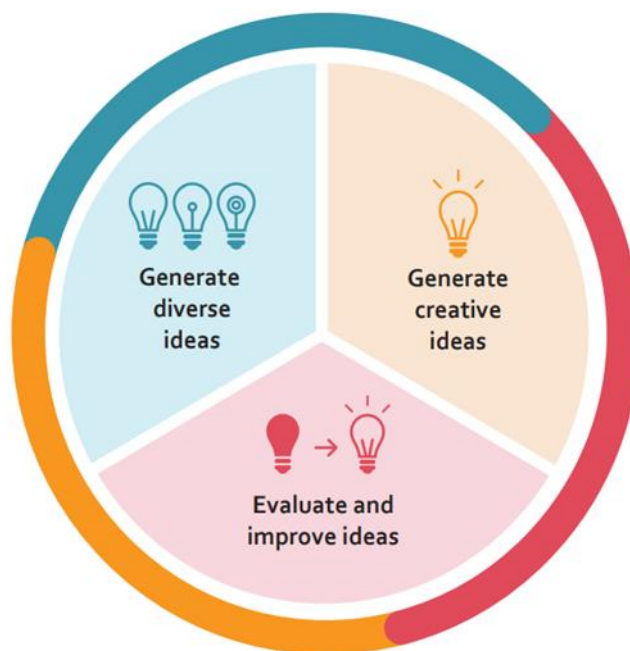 Generate
diverse
ideas
Generate
creative
ideas
Evaluate and
improve ideas